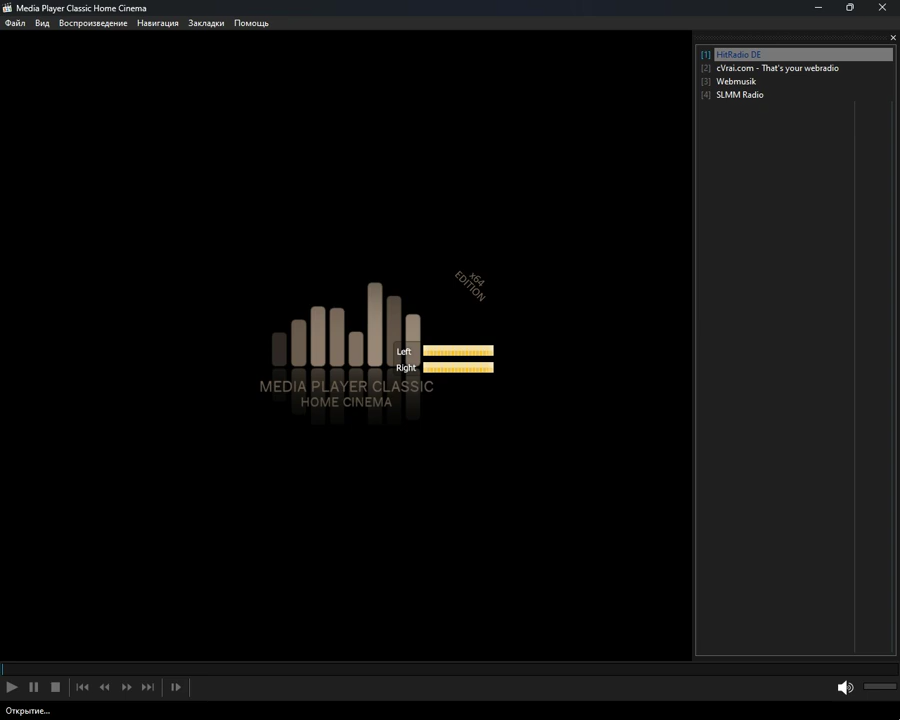 Media Player Classic Home Cinema
Файл Вид Воспроизведение Навигация Закладки Помощь
[1] HitRadio DE
[2] cVrai.com - That's your webradio
[3] Webmusik
[4] SLMM Radio
x64
EDITION
Left
Right
MEDIA PLAYER CLASSIC
HOME CINEMA
Открытие...